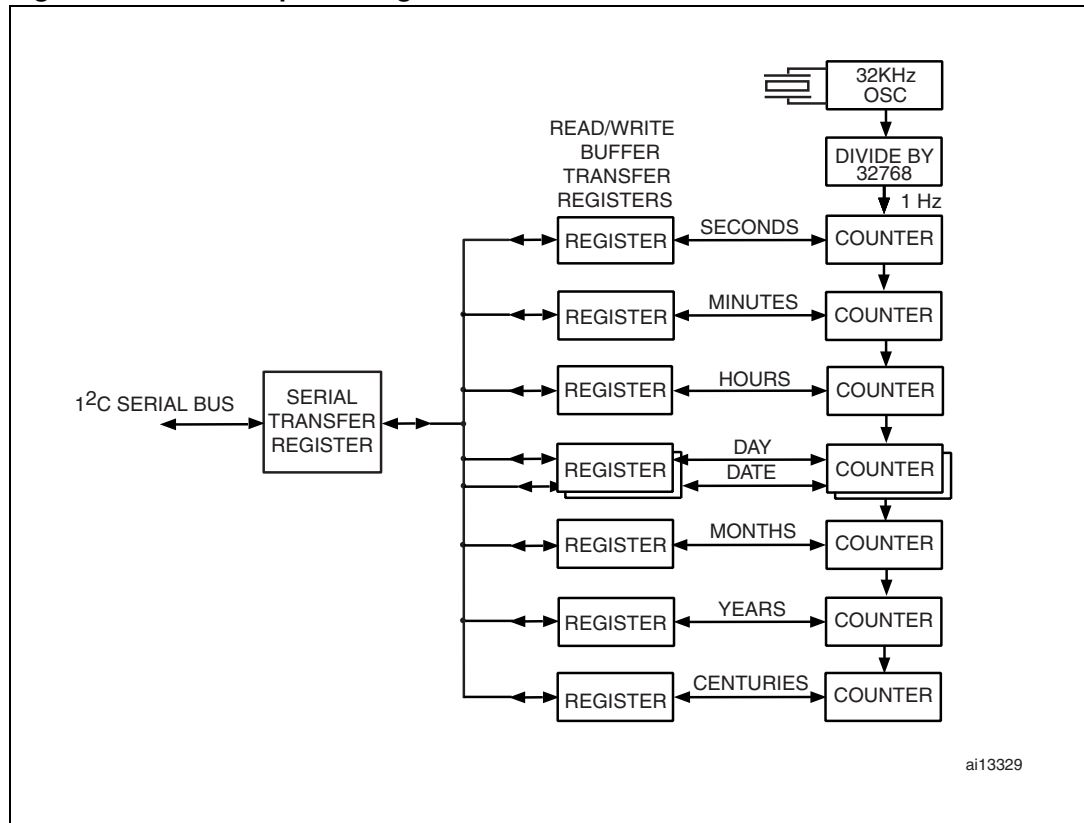 32KHz
OSC
READ/WRITE
BUFFER
TRANSFER
REGISTERS
DIVIDE BY
32768
1 Hz
REGISTER SECONDS COUNTER
REGISTER MINUTES COUNTER
REGISTER HOURS COUNTER
1²C SERIAL BUS
SERIAL
TRANSFER
REGISTER
DAY
REGISTER COUNTER
DATE
REGISTER MONTHS COUNTER
REGISTER YEARS COUNTER
REGISTER CENTURIES COUNTER
ai13329